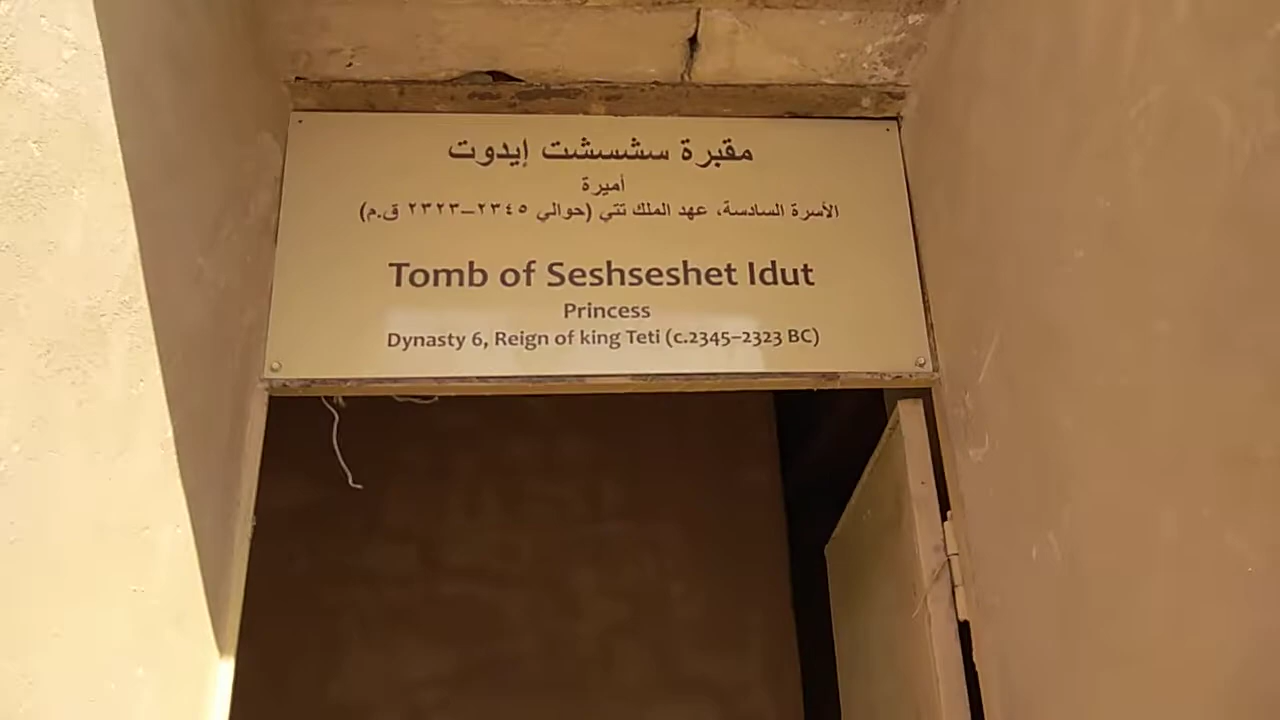 مقبرة سشسشت إيدوت
أميرة
الأسرة السادسة، عهد الملك تتي (حوالي ٢٣٤٥–٢٣٢٣ ق.م)
Tomb of Seshseshet Idut
Princess
Dynasty 6, Reign of king Teti (c.2345–2323 BC)